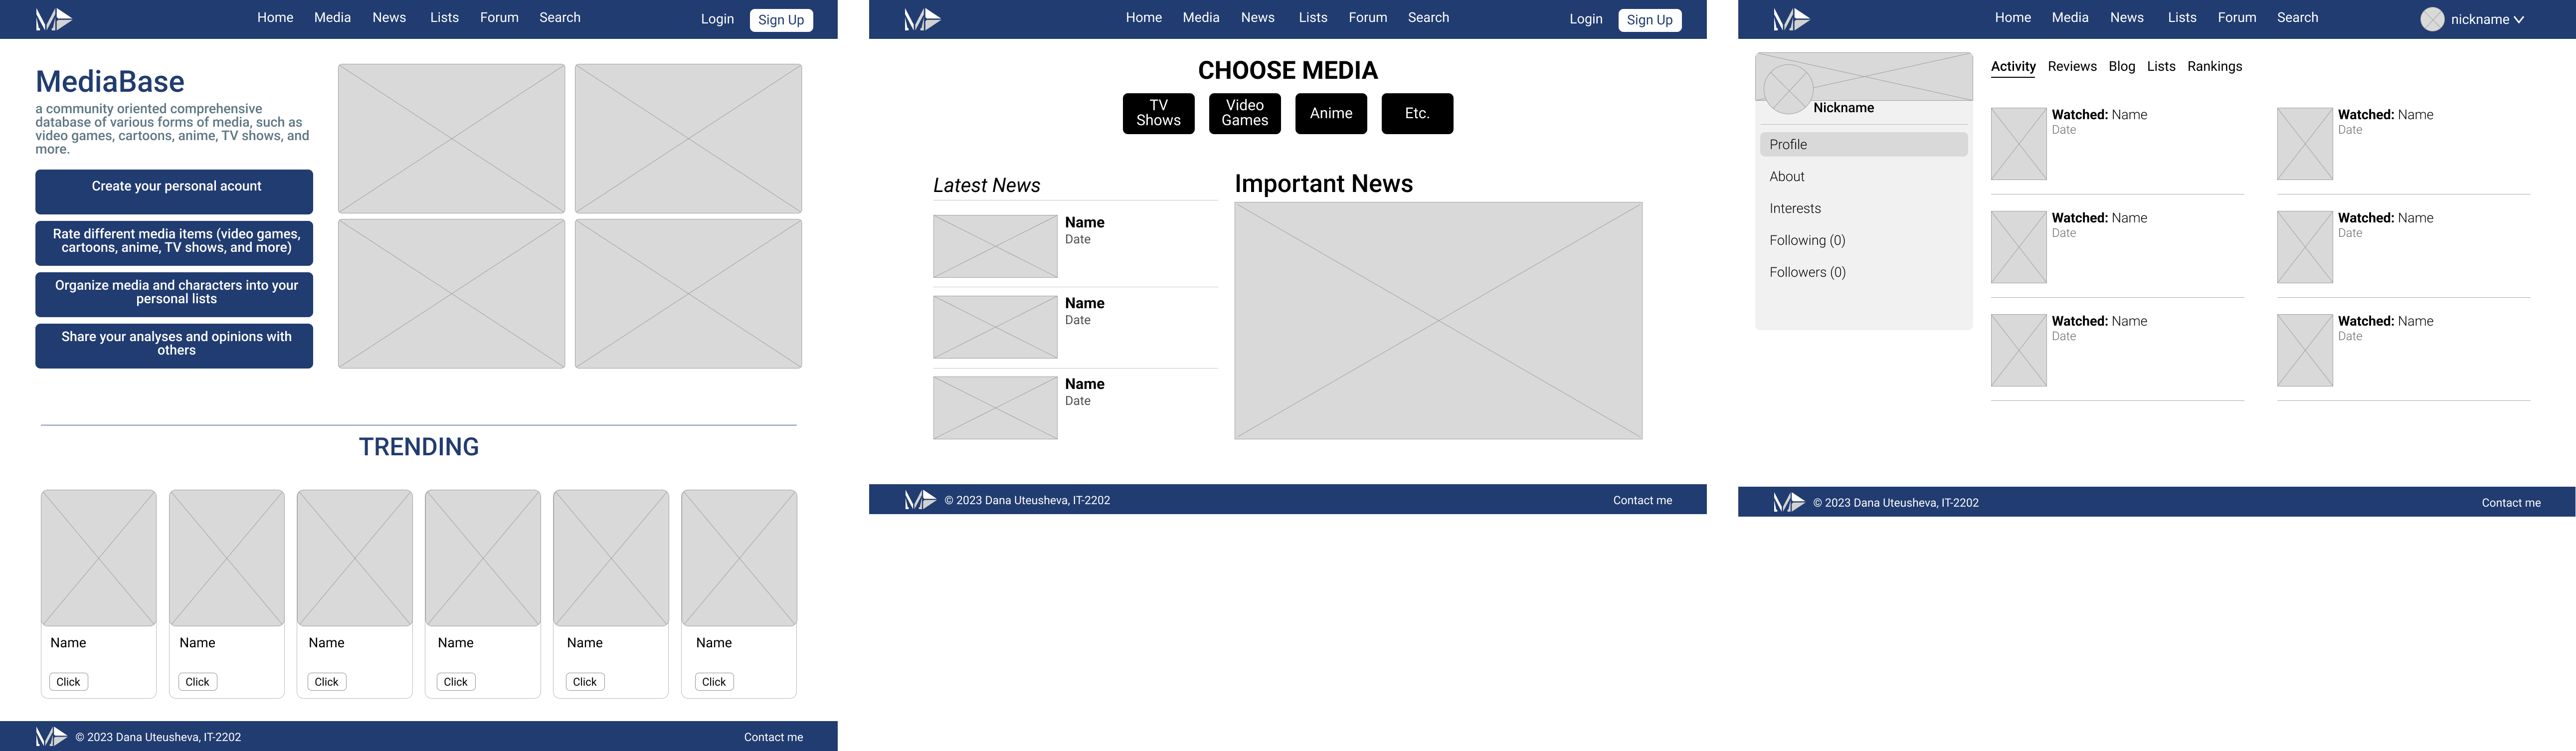 Home Media News Lists Forum Search Login Sign Up
MediaBase
a community oriented comprehensive
database of various forms of media, such as
video games, cartoons, anime, TV shows, and
more.
Create your personal acount
Rate different media items (video games,
cartoons, anime, TV shows, and more)
Organize media and characters into your
personal lists
Share your analyses and opinions with
others
TRENDING
Name Name Name Name Name Name
Click Click Click Click Click Click
© 2023 Dana Uteusheva, IT-2202 Contact me
Home Media News Lists Forum Search Login Sign Up
CHOOSE MEDIA
TV
Shows
Video
Games
Anime
Etc.
Latest News
Name
Date
Name
Date
Name
Date
Important News
© 2023 Dana Uteusheva, IT-2202 Contact me
Home Media News Lists Forum Search nickname
Nickname
Profile
About
Interests
Following (0)
Followers (0)
Activity Reviews Blog Lists Rankings
Watched: Name
Date
Watched: Name
Date
Watched: Name
Date
Watched: Name
Date
Watched: Name
Date
Watched: Name
Date
© 2023 Dana Uteusheva, IT-2202 Contact me